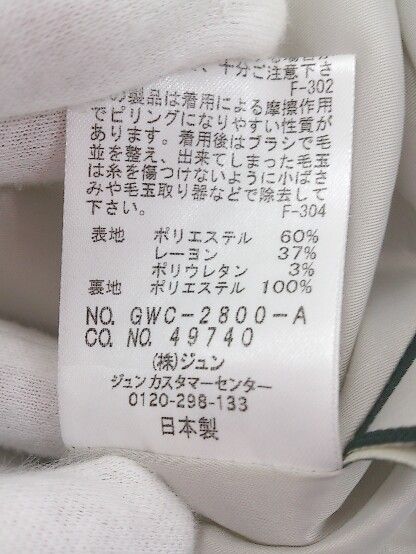 、十分ご注意下さ
F-302
の製品は着用による摩擦作用
でピリングになりやすい性質が
あります。着用後はブラシで毛
並を整え、出来てしまった毛玉
は糸を傷つけないように小ばさ
みや毛玉取り器などで除去して
下さい。 F-304
表地 ポリエステル 60%
レーヨン 37%
ポリウレタン 3%
裏地 ポリエステル 100%
NO. GWC-2800-A
CO. NO. 49740
(株)ジュン
ジュン カスタマーセンター
0120-298-133
日本製